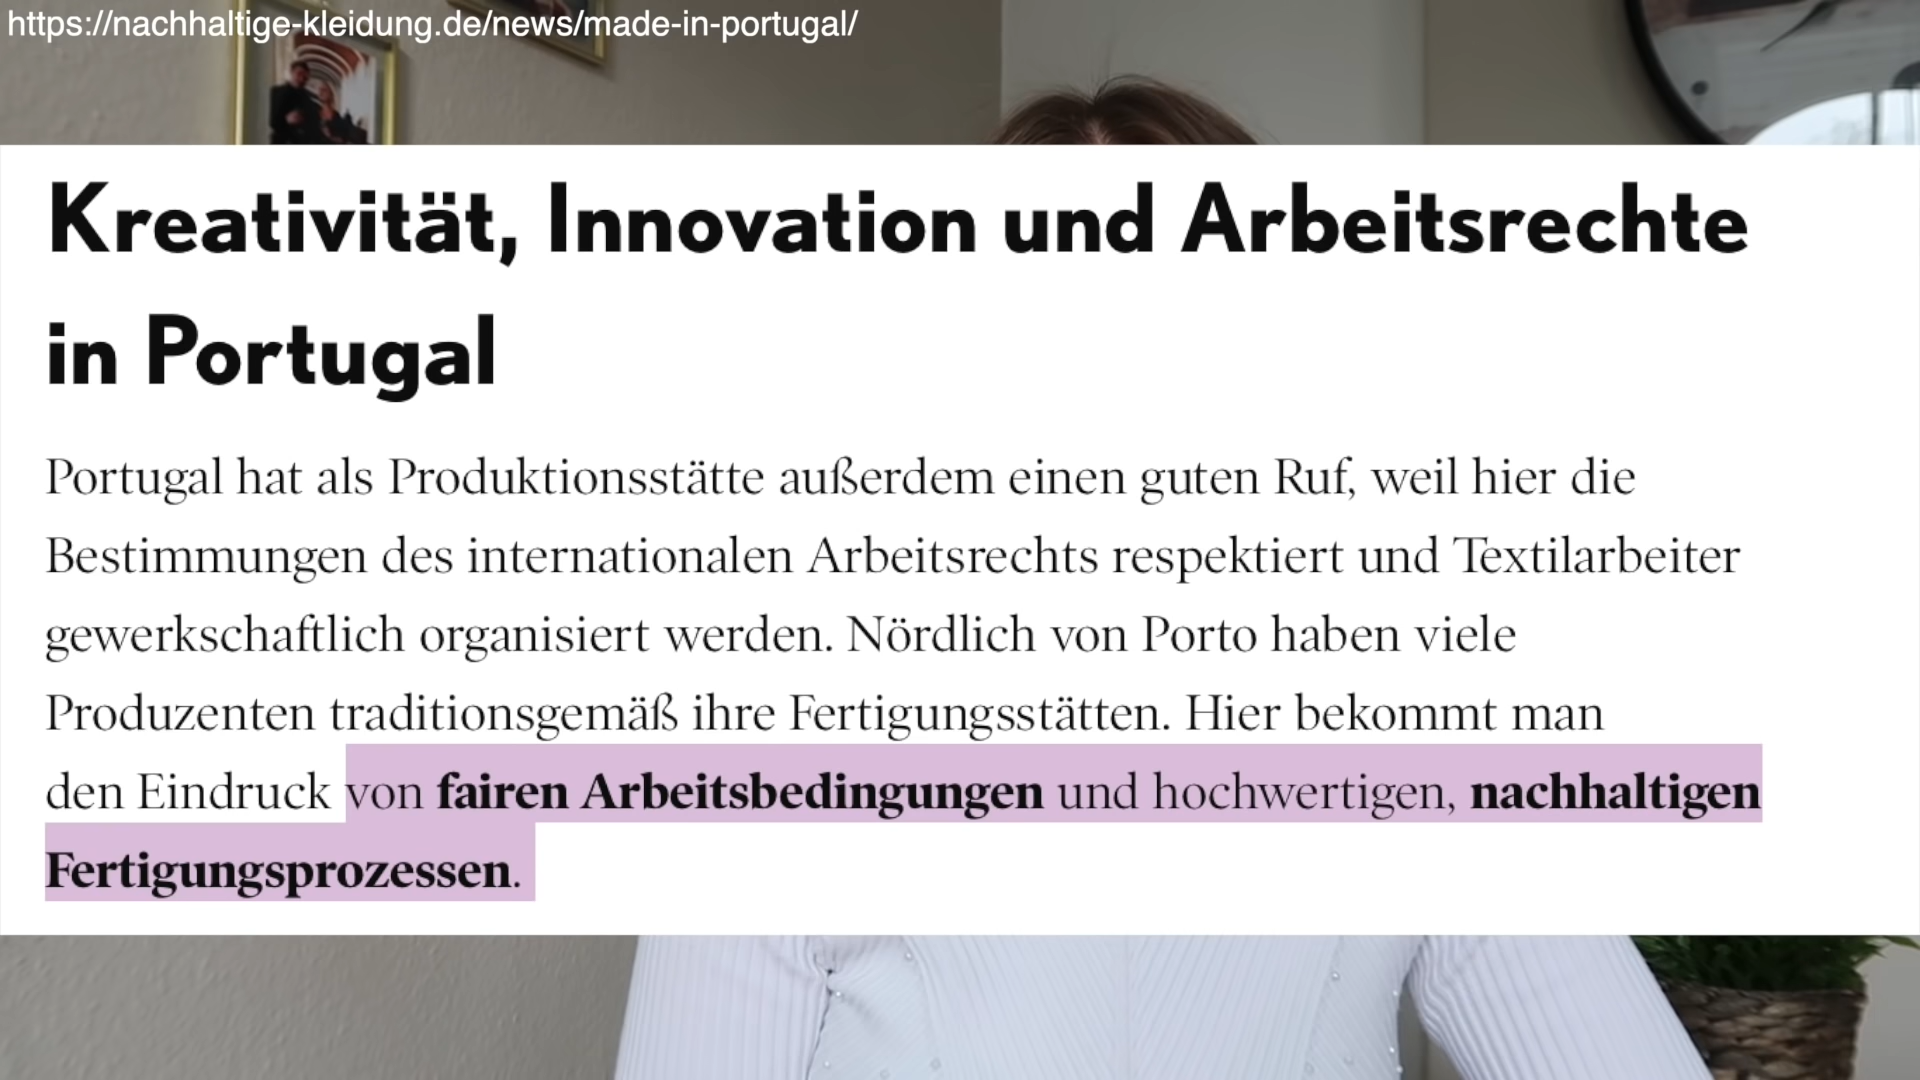 https://nachhaltige-kleidung.de/news/made-in-portugal/
Kreativität, Innovation und Arbeitsrechte
in Portugal
Portugal hat als Produktionsstätte außerdem einen guten Ruf, weil hier die
Bestimmungen des internationalen Arbeitsrechts respektiert und Textilarbeiter
gewerkschaftlich organisiert werden. Nördlich von Porto haben viele
Produzenten traditionsgemäß ihre Fertigungsstätten. Hier bekommt man
den Eindruck von fairen Arbeitsbedingungen und hochwertigen, nachhaltigen
Fertigungsprozessen.